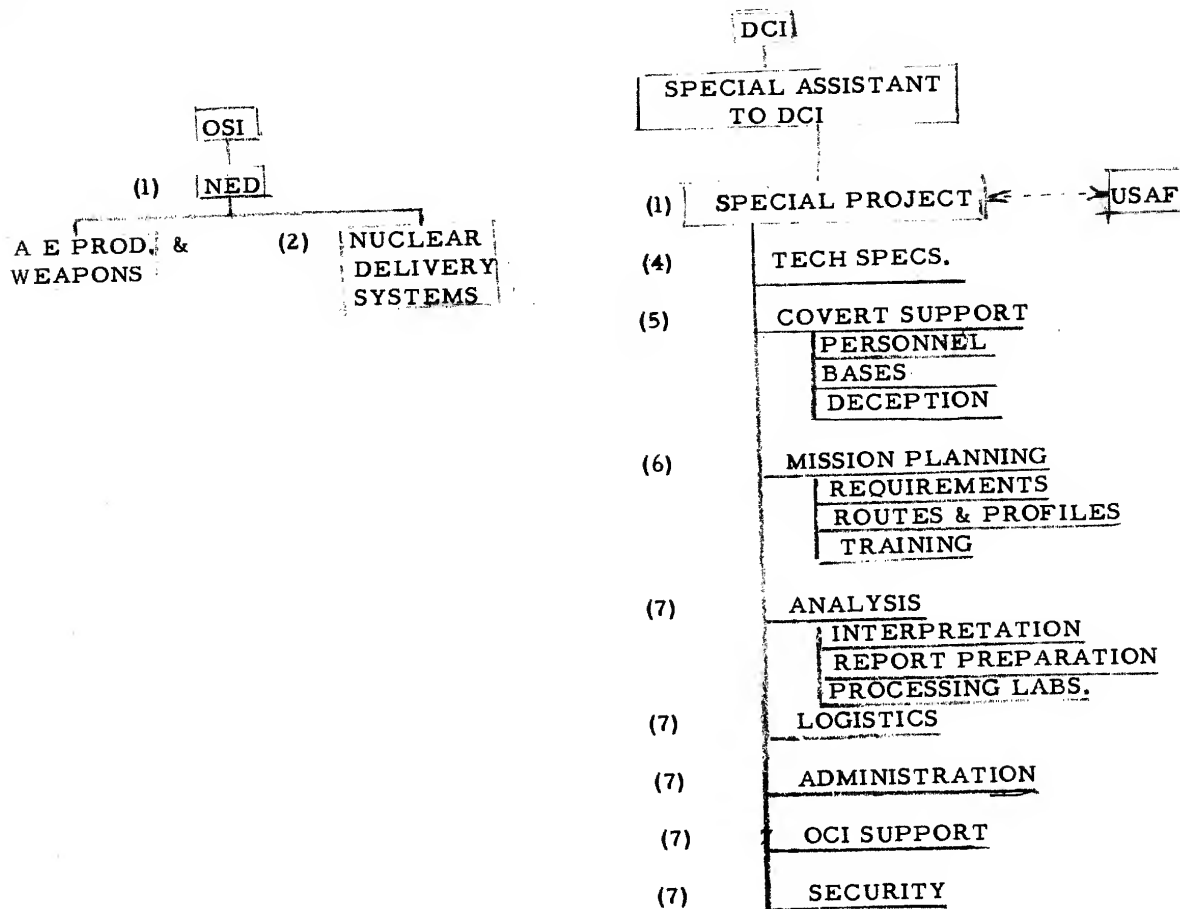 OSI
(1) NED
A E PROD. &
WEAPONS
(2) NUCLEAR
DELIVERY
SYSTEMS
DCI
SPECIAL ASSISTANT
TO DCI
(1) SPECIAL PROJECT
USAF
(4) TECH SPECS.
(5) COVERT SUPPORT
PERSONNEL
BASES
DECEPTION
(6) MISSION PLANNING
REQUIREMENTS
ROUTES & PROFILES
TRAINING
(7) ANALYSIS
INTERPRETATION
REPORT PREPARATION
PROCESSING LABS.
(7) LOGISTICS
(7) ADMINISTRATION
(7) OCI SUPPORT
(7) SECURITY